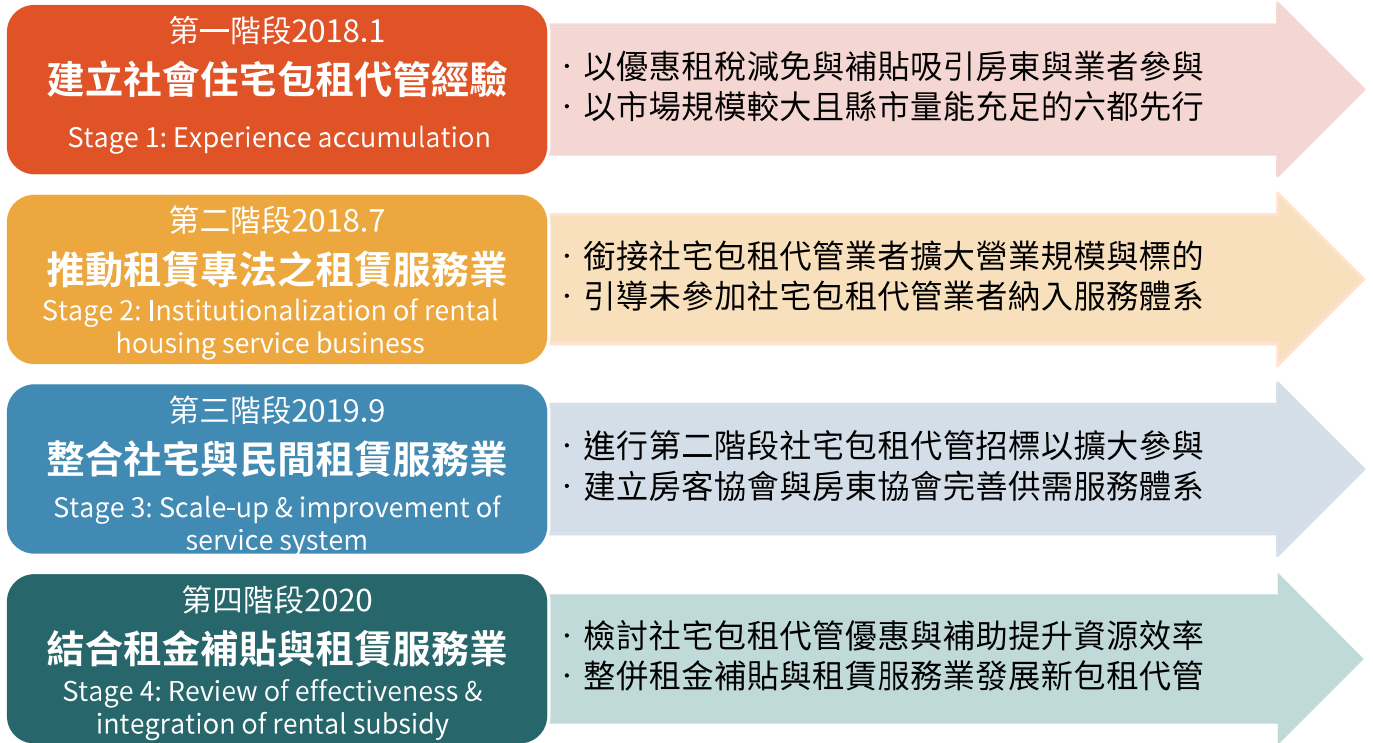 第一階段2018.1
建立社會住宅包租代管經驗
Stage 1: Experience accumulation
· 以優惠租稅減免與補貼吸引房東與業者參與
· 以市場規模較大且縣市量能充足的六都先行
第二階段2018.7
推動租賃專法之租賃服務業
Stage 2: Institutionalization of rental
housing service business
· 銜接社宅包租代管業者擴大營業規模與標的
· 引導未參加社宅包租代管業者納入服務體系
第三階段2019.9
整合社宅與民間租賃服務業
Stage 3: Scale-up & improvement of
service system
· 進行第二階段社宅包租代管招標以擴大參與
· 建立房客協會與房東協會完善供需服務體系
第四階段2020
結合租金補貼與租賃服務業
Stage 4: Review of effectiveness &
integration of rental subsidy
· 檢討社宅包租代管優惠與補助提升資源效率
· 整併租金補貼與租賃服務業發展新包租代管